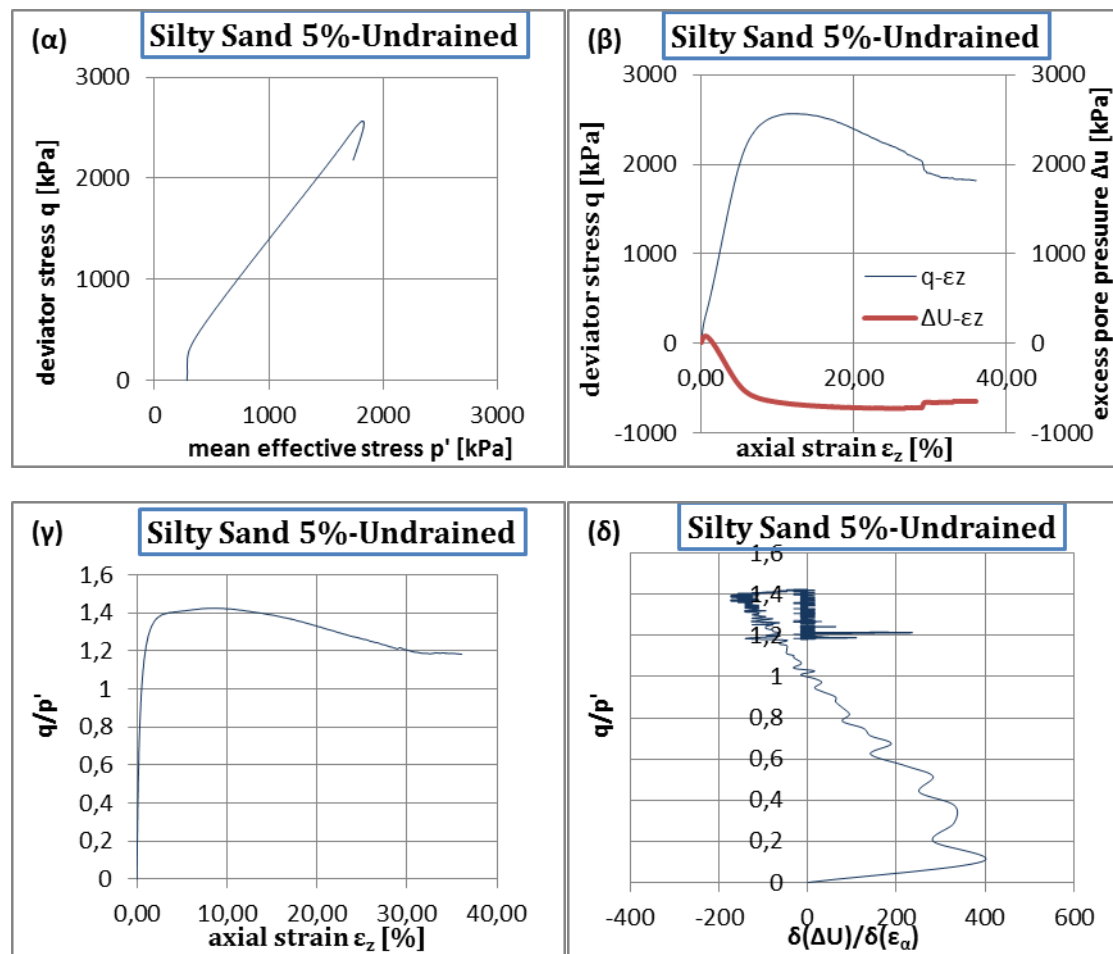 (α)
Silty Sand 5%-Undrained
3000
2000
1000
0
deviator stress q [kPa]
0 1000 2000 3000
mean effective stress p' [kPa]
(β)
Silty Sand 5%-Undrained
3000
2000
1000
0
-1000
deviator stress q [kPa]
3000
2000
1000
0
-1000
excess pore presuure Δu [kPa]
q-εz
ΔU-εz
0,00 20,00 40,00
axial strain εz [%]
(γ)
Silty Sand 5%-Undrained
1,6
1,4
1,2
1
0,8
0,6
0,4
0,2
0
q/p'
0,00 10,00 20,00 30,00 40,00
axial strain εz [%]
(δ)
Silty Sand 5%-Undrained
1,6
1,4
1,2
1
0,8
0,6
0,4
0,2
0
q/p'
-400 -200 0 200 400 600
δ(ΔU)/δ(εα)